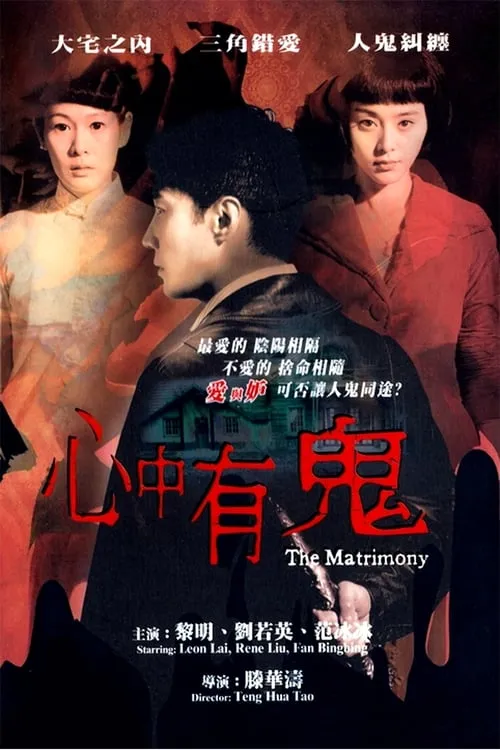 大宅之內 三角錯愛 人鬼糾纏
最愛的 陰陽相隔
不愛的 捨命相隨
愛與妬 可否讓人鬼同途？
心中有鬼
The Matrimony
主演：黎明、劉若英、范冰冰
Starring: Leon Lai, Rene Liu, Fan Bingbing
導演：滕華濤
Director: Teng Hua Tao